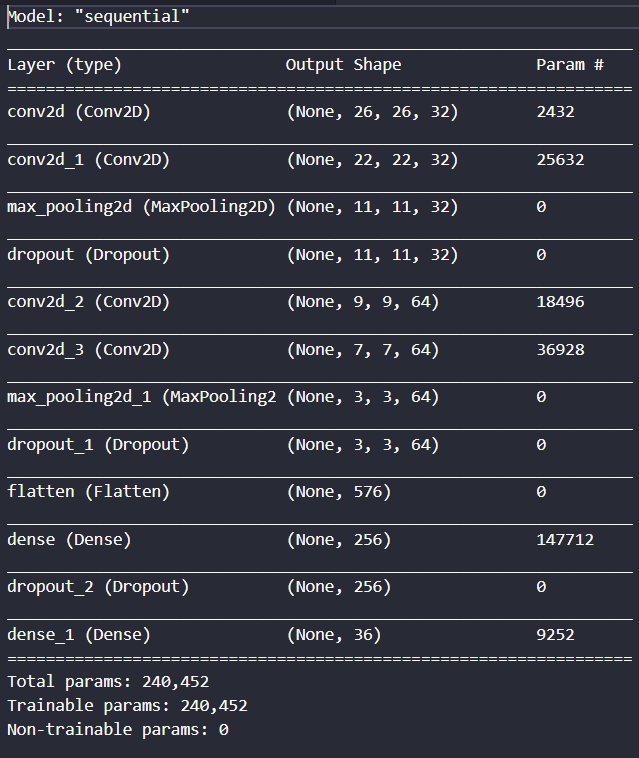 Model: "sequential"
Layer (type) Output Shape Param #
=================================================================
conv2d (Conv2D) (None, 26, 26, 32) 2432
conv2d_1 (Conv2D) (None, 22, 22, 32) 25632
max_pooling2d (MaxPooling2D) (None, 11, 11, 32) 0
dropout (Dropout) (None, 11, 11, 32) 0
conv2d_2 (Conv2D) (None, 9, 9, 64) 18496
conv2d_3 (Conv2D) (None, 7, 7, 64) 36928
max_pooling2d_1 (MaxPooling2 (None, 3, 3, 64) 0
dropout_1 (Dropout) (None, 3, 3, 64) 0
flatten (Flatten) (None, 576) 0
dense (Dense) (None, 256) 147712
dropout_2 (Dropout) (None, 256) 0
dense_1 (Dense) (None, 36) 9252
=================================================================
Total params: 240,452
Trainable params: 240,452
Non-trainable params: 0